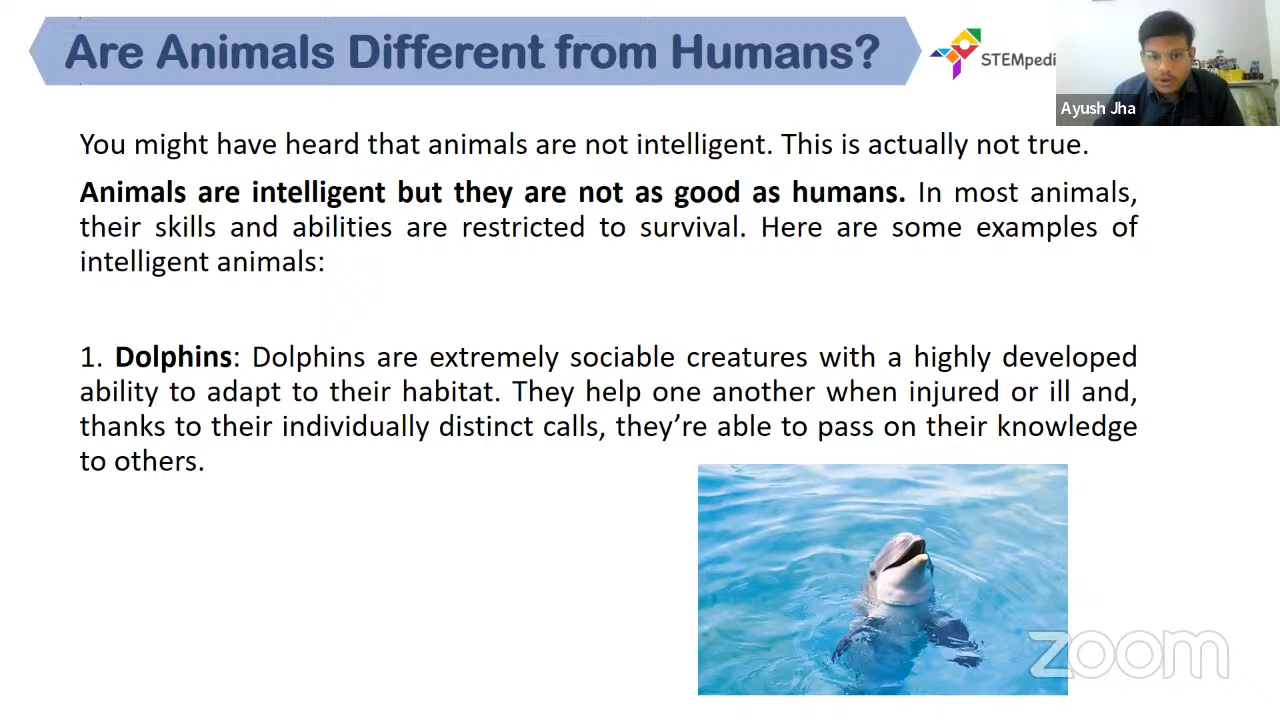 Are Animals Different from Humans?
STEMpedi
Ayush Jha
You might have heard that animals are not intelligent. This is actually not true.
Animals are intelligent but they are not as good as humans. In most animals,
their skills and abilities are restricted to survival. Here are some examples of
intelligent animals:
1. Dolphins: Dolphins are extremely sociable creatures with a highly developed
ability to adapt to their habitat. They help one another when injured or ill and,
thanks to their individually distinct calls, they’re able to pass on their knowledge
to others.
zoom